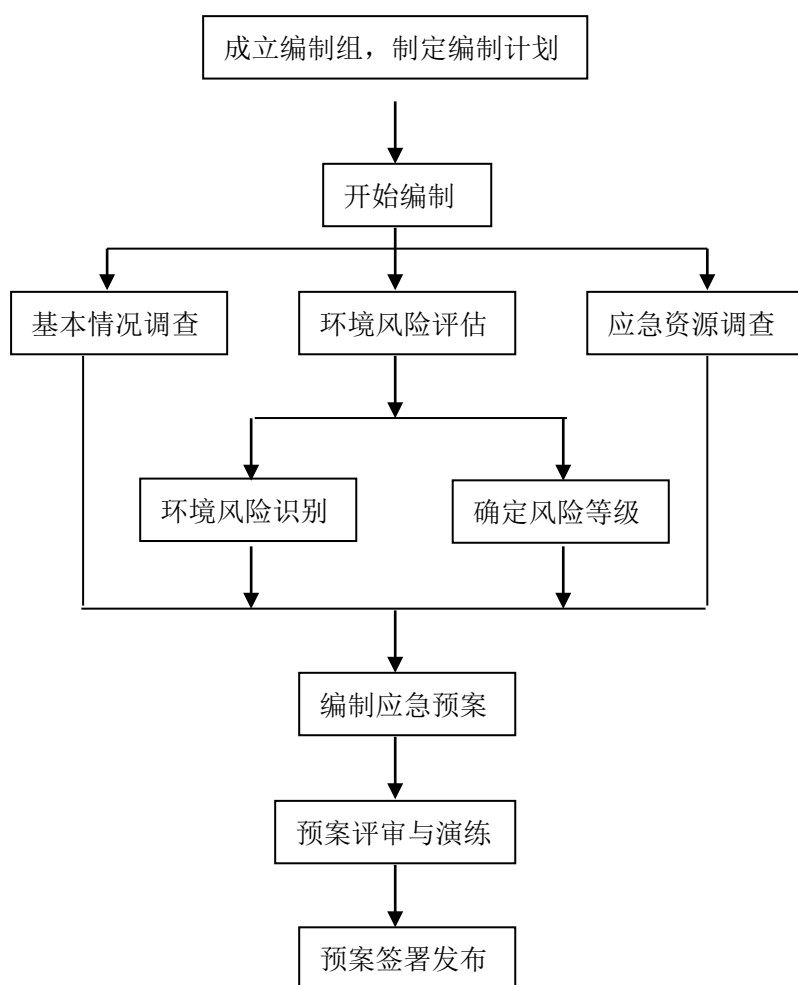 成立编制组，制定编制计划
开始编制
基本情况调查
环境风险评估
应急资源调查
环境风险识别
确定风险等级
编制应急预案
预案评审与演练
预案签署发布